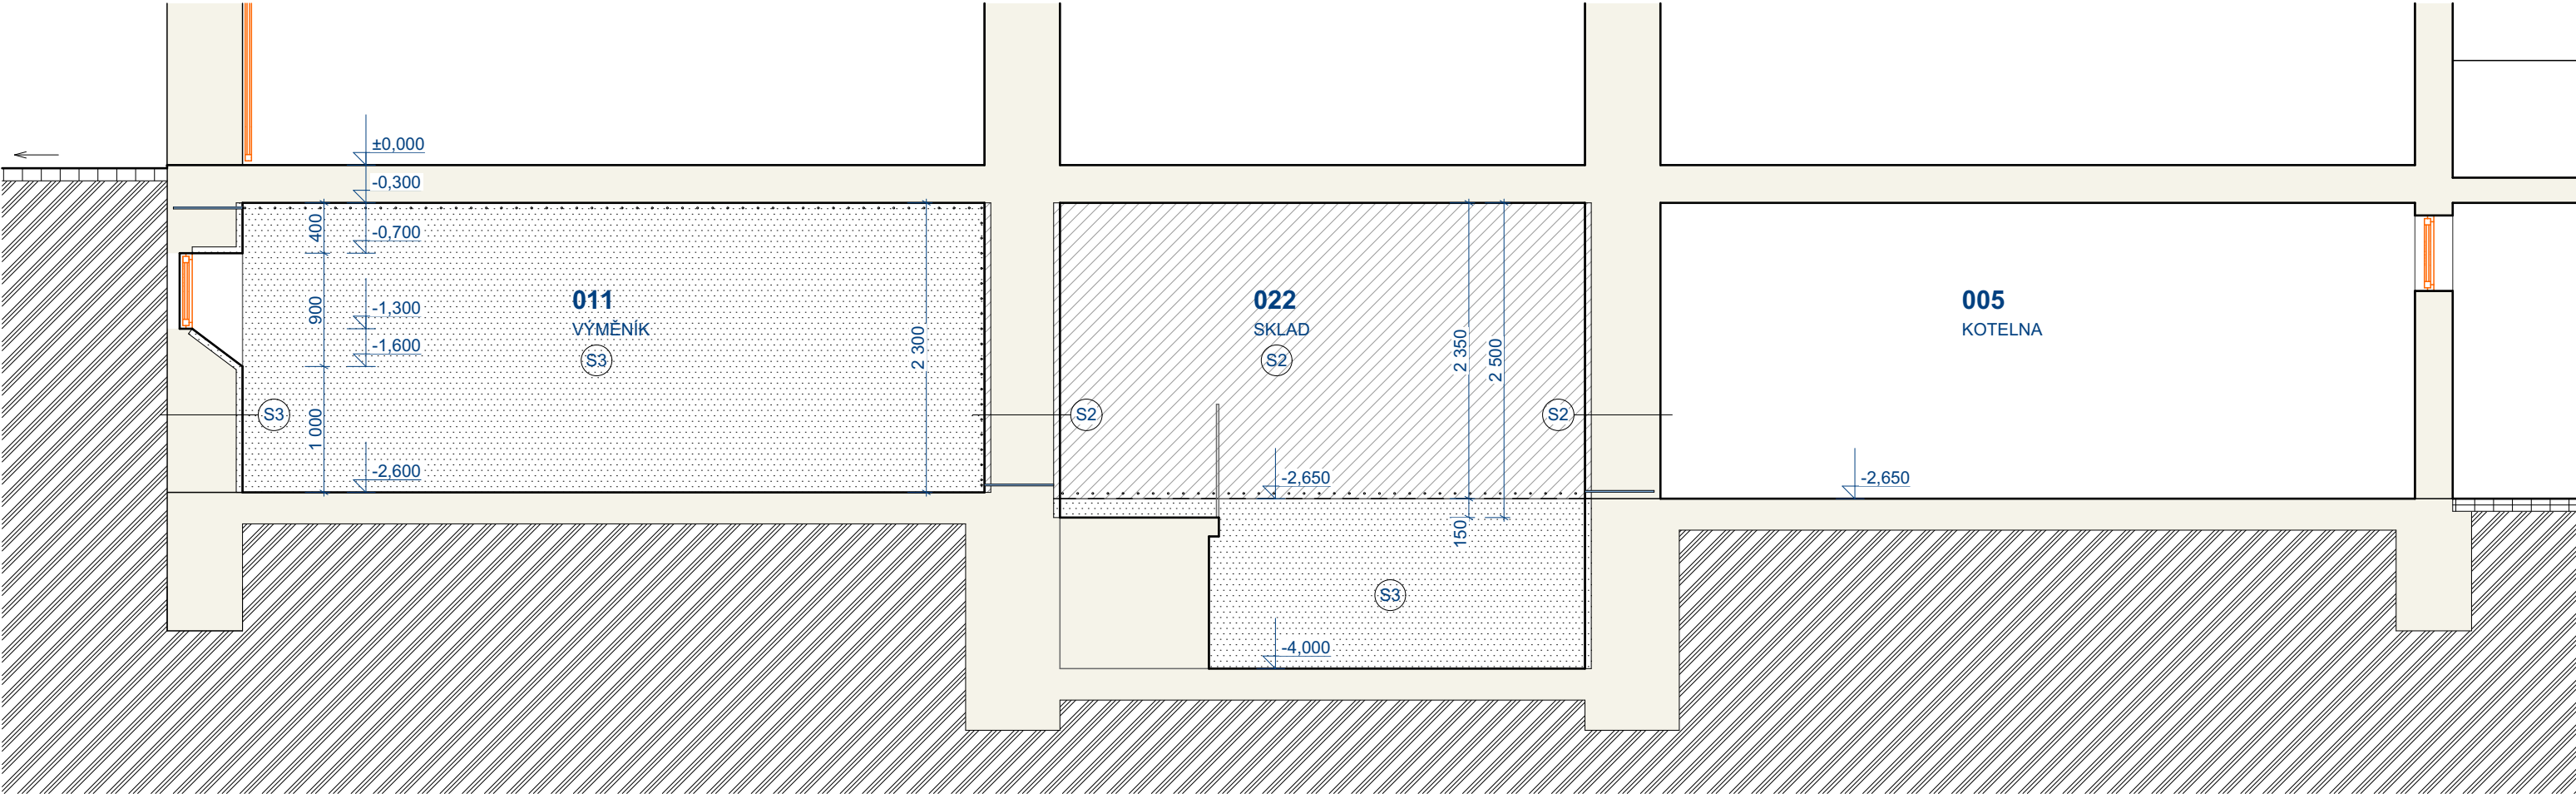 ±0,000
-0,300
400
-0,700
900
-1,300
-1,600
1 000
-2,600
011
VÝMĚNÍK
S3
S3
2 300
022
SKLAD
S2
S2
S2
2 350
2 500
-2,650
150
S3
-4,000
005
KOTELNA
-2,650